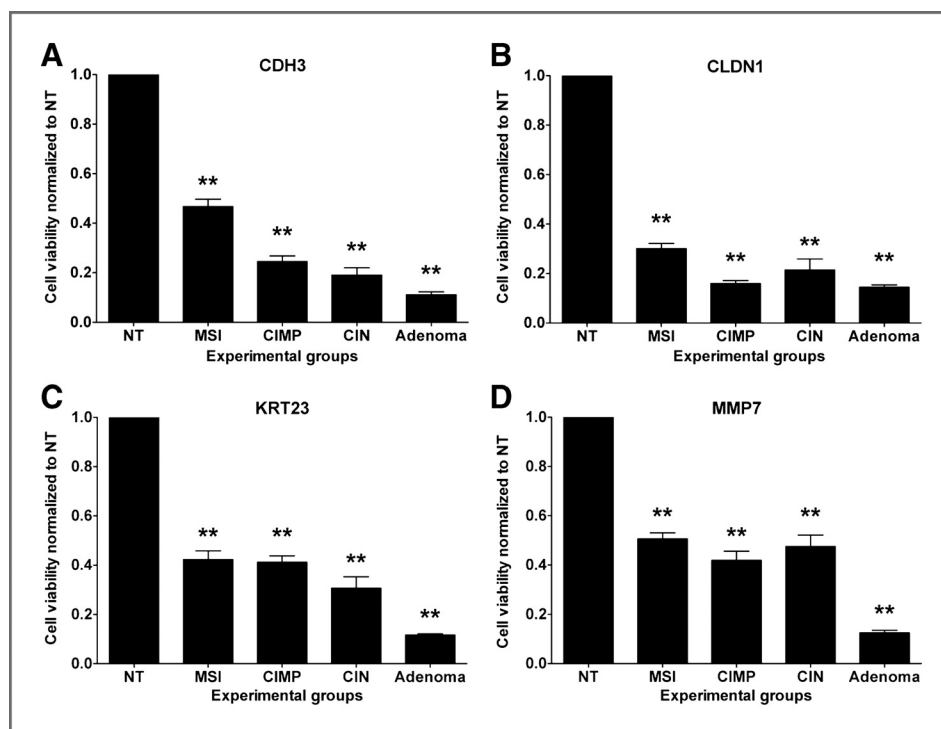 A
CDH3
Cell viability normalized to NT
1.0
0.8
0.6
0.4
0.2
0.0
**
**
**
**
NT MSI CIMP CIN Adenoma
Experimental groups
B
CLDN1
Cell viability normalized to NT
1.0
0.8
0.6
0.4
0.2
0.0
**
**
**
**
NT MSI CIMP CIN Adenoma
Experimental groups
C
KRT23
Cell viability normalized to NT
1.0
0.8
0.6
0.4
0.2
0.0
**
**
**
**
NT MSI CIMP CIN Adenoma
Experimental groups
D
MMP7
Cell viability normalized to NT
1.0
0.8
0.6
0.4
0.2
0.0
**
**
**
**
NT MSI CIMP CIN Adenoma
Experimental groups